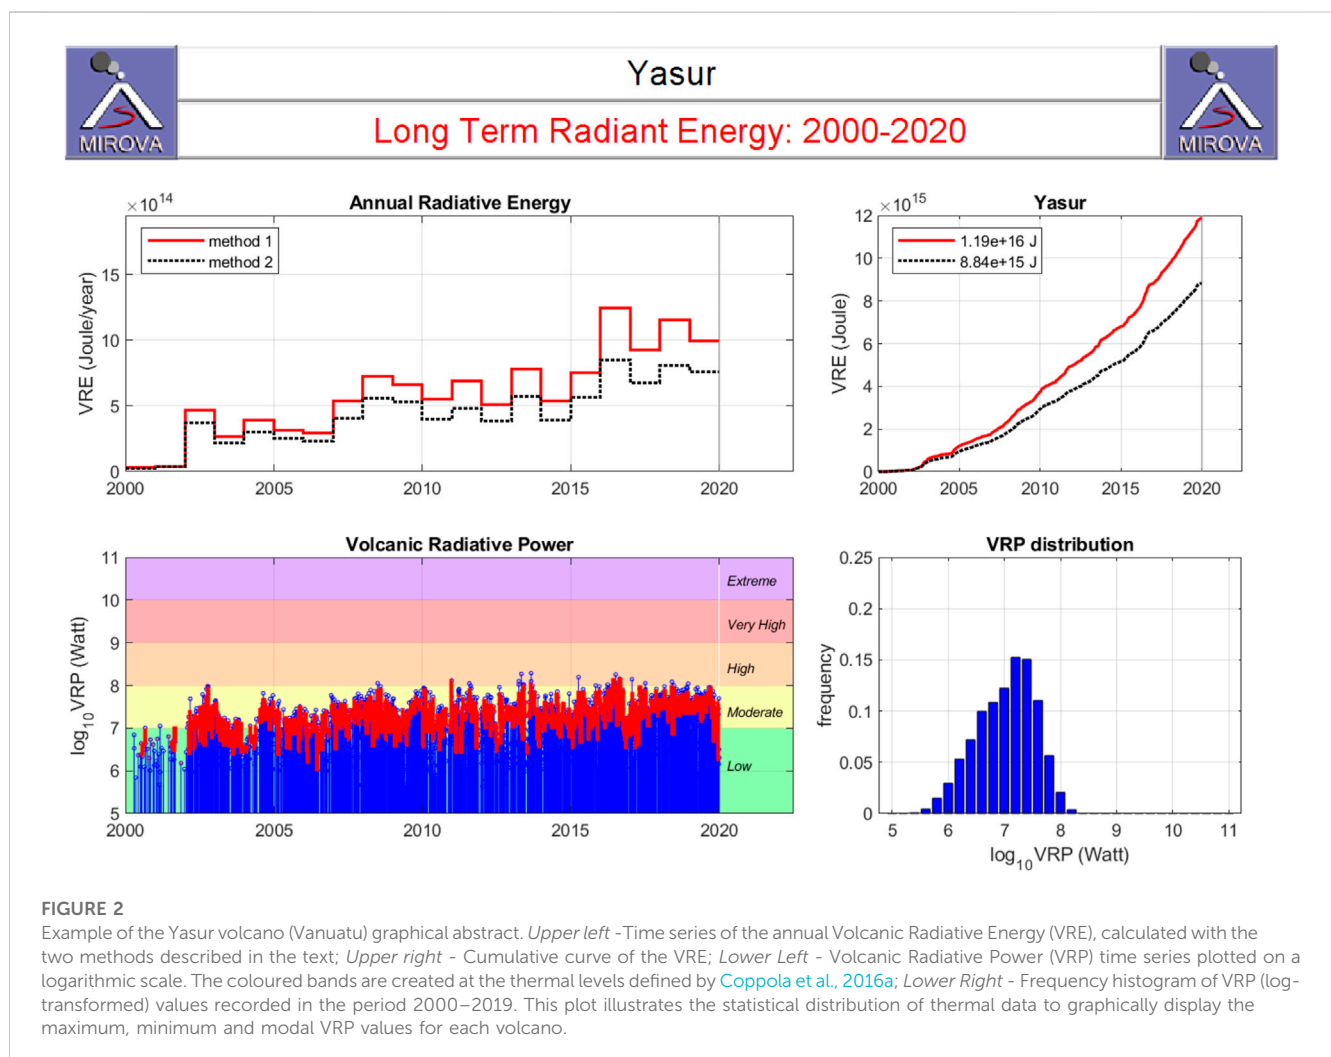 MIROVA
Yasur
Long Term Radiant Energy: 2000-2020
MIROVA
×10^14
Annual Radiative Energy
method 1
method 2
15
10
5
0
VRE (Joule/year)
2000 2005 2010 2015 2020
×10^15
Yasur
1.19e+16 J
8.84e+15 J
12
10
8
6
4
2
0
VRE (Joule)
2000 2005 2010 2015 2020
Volcanic Radiative Power
11
10
9
8
7
6
5
log10VRP (Watt)
Extreme
Very High
High
Moderate
Low
2000 2005 2010 2015 2020
VRP distribution
0.25
0.2
0.15
0.1
0.05
0
frequency
5 6 7 8 9 10 11
log10VRP (Watt)
FIGURE 2
Example of the Yasur volcano (Vanuatu) graphical abstract. Upper left -Time series of the annual Volcanic Radiative Energy (VRE), calculated with the
two methods described in the text; Upper right - Cumulative curve of the VRE; Lower Left - Volcanic Radiative Power (VRP) time series plotted on a
logarithmic scale. The coloured bands are created at the thermal levels defined by Coppola et al., 2016a; Lower Right - Frequency histogram of VRP (log-
transformed) values recorded in the period 2000–2019. This plot illustrates the statistical distribution of thermal data to graphically display the
maximum, minimum and modal VRP values for each volcano.